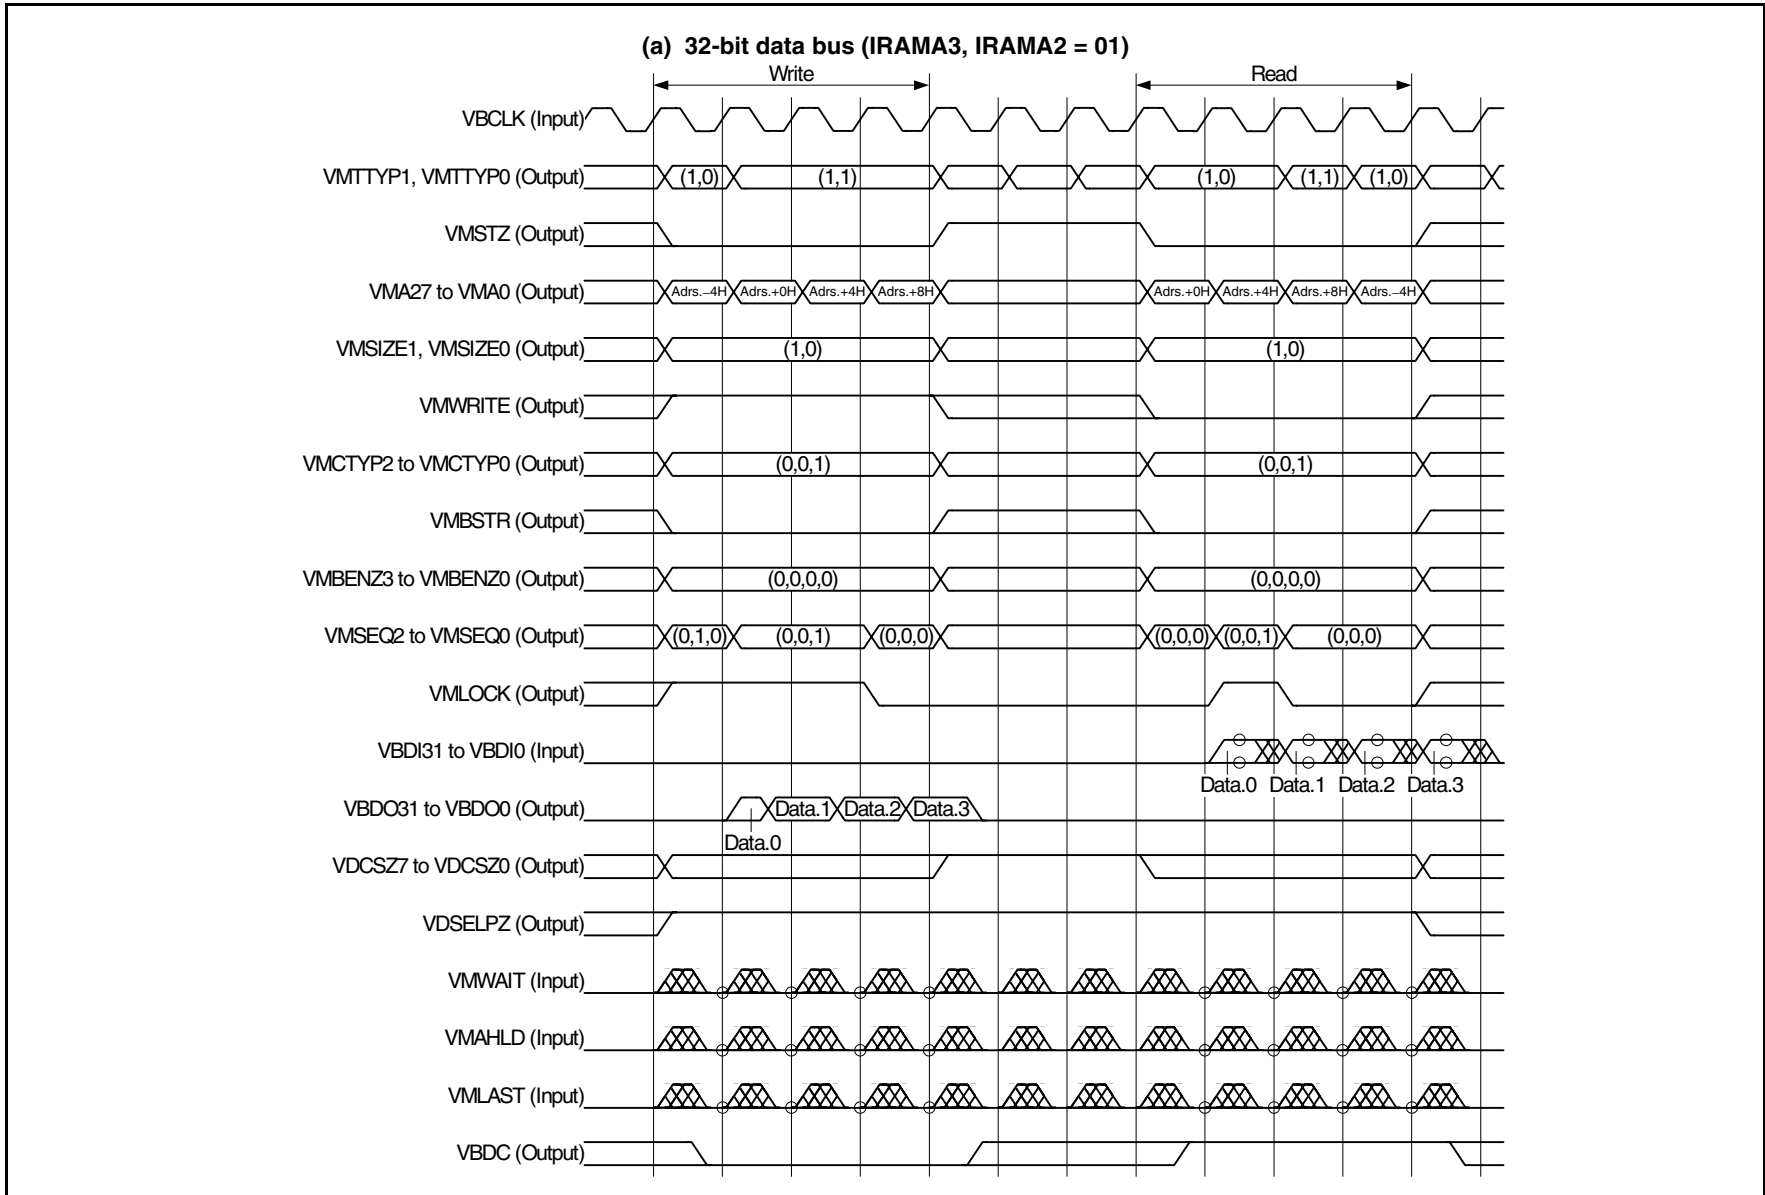 (a) 32-bit data bus (IRAMA3, IRAMA2 = 01)
Write Read
VBCLK (Input)
VMTTYP1, VMTTYP0 (Output) (1,0) (1,1) (1,0) (1,1) (1,0)
VMSTZ (Output)
VMA27 to VMA0 (Output) Adrs.−4H Adrs.+0H Adrs.+4H Adrs.+8H Adrs.+0H Adrs.+4H Adrs.+8H Adrs.−4H
VMSIZE1, VMSIZE0 (Output) (1,0) (1,0)
VMWRITE (Output)
VMCTYP2 to VMCTYP0 (Output) (0,0,1) (0,0,1)
VMBSTR (Output)
VMBENZ3 to VMBENZ0 (Output) (0,0,0,0) (0,0,0,0)
VMSEQ2 to VMSEQ0 (Output) (0,1,0) (0,0,1) (0,0,0) (0,0,0) (0,0,1) (0,0,0)
VMLOCK (Output)
VBDI31 to VBDI0 (Input)
Data.0 Data.1 Data.2 Data.3
VBDO31 to VBDO0 (Output) Data.1 Data.2 Data.3
Data.0
VDCSZ7 to VDCSZ0 (Output)
VDSELPZ (Output)
VMWAIT (Input)
VMAHLD (Input)
VMLAST (Input)
VBDC (Output)